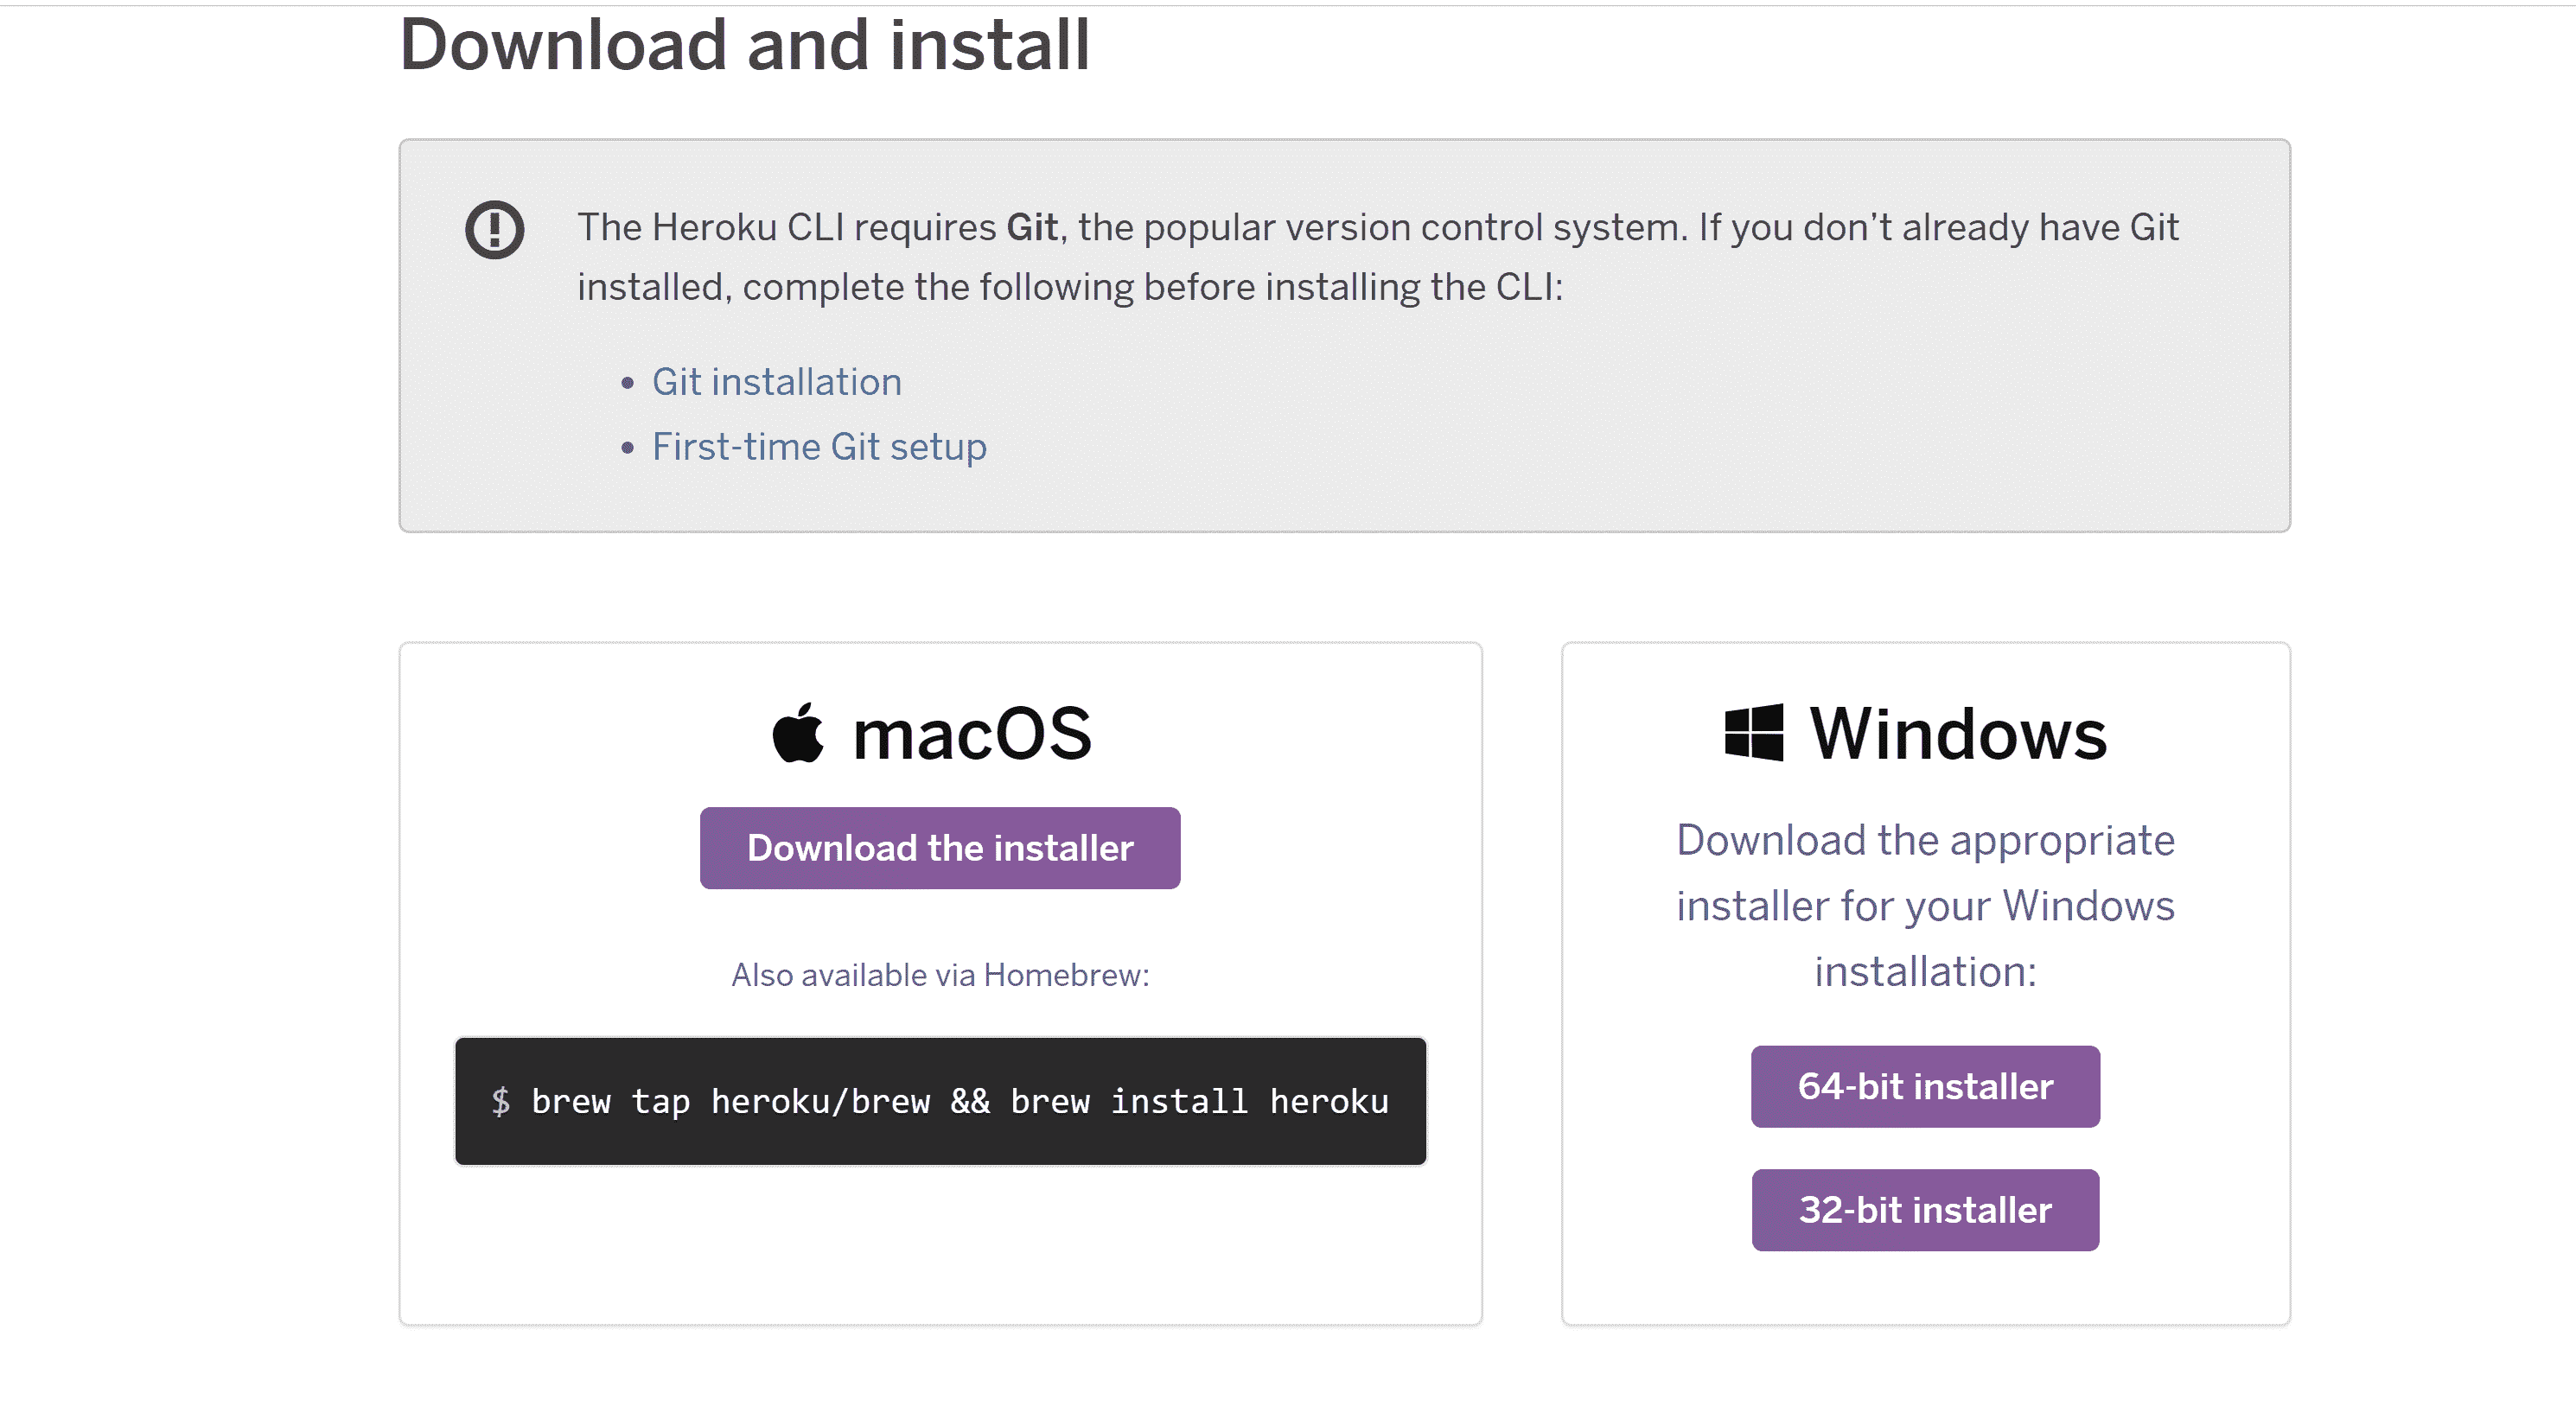 Download and install
The Heroku CLI requires Git, the popular version control system. If you don’t already have Git
installed, complete the following before installing the CLI:
• Git installation
• First-time Git setup
macOS
Download the installer
Also available via Homebrew:
$ brew tap heroku/brew && brew install heroku
Windows
Download the appropriate
installer for your Windows
installation:
64-bit installer
32-bit installer